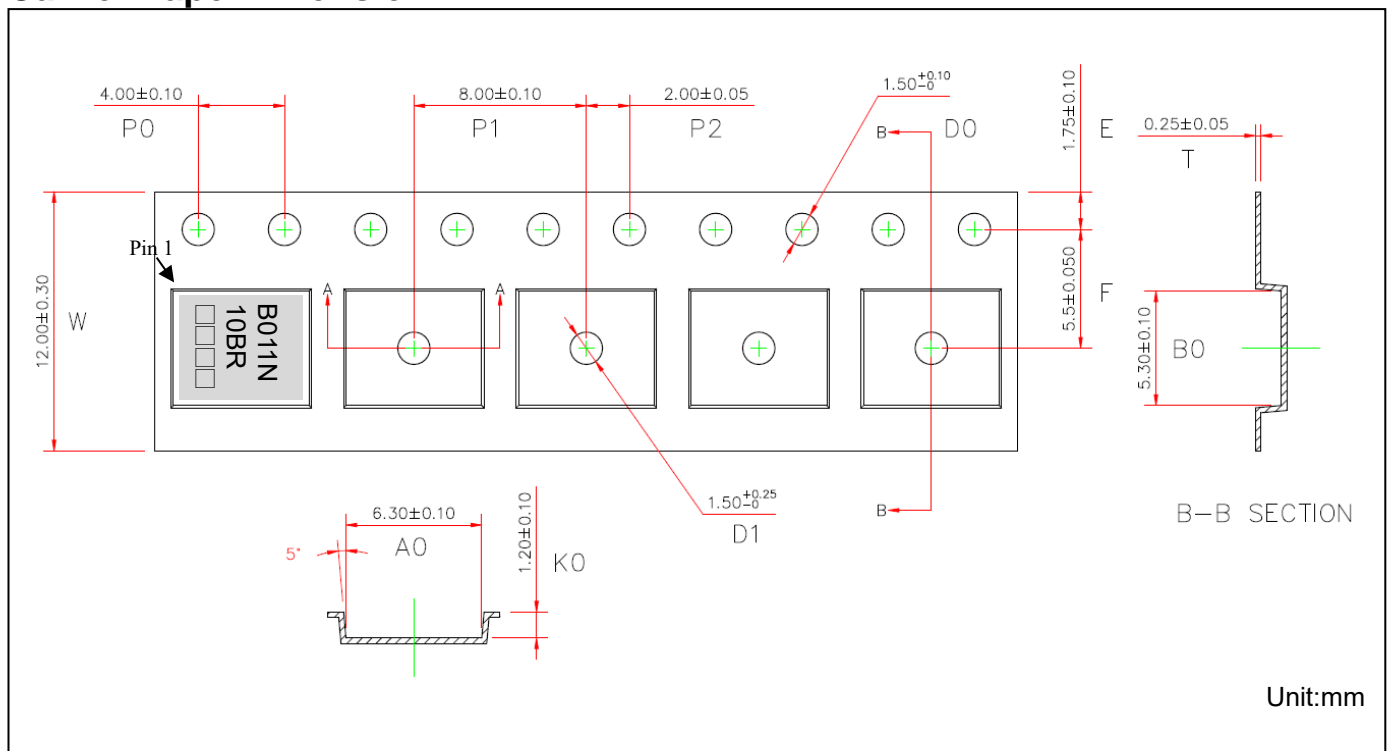 4.00±0.10
P0
8.00±0.10
P1
2.00±0.05
P2
1.50+0.10-0
D0
B
1.75±0.10
E
0.25±0.05
T
12.00±0.30
W
Pin 1
B011N
10BR
□□□□
A
A
5.5±0.050
F
5.30±0.10
B0
1.50+0.25-0
D1
B
B-B SECTION
6.30±0.10
A0
5°
1.20±0.10
K0
Unit:mm